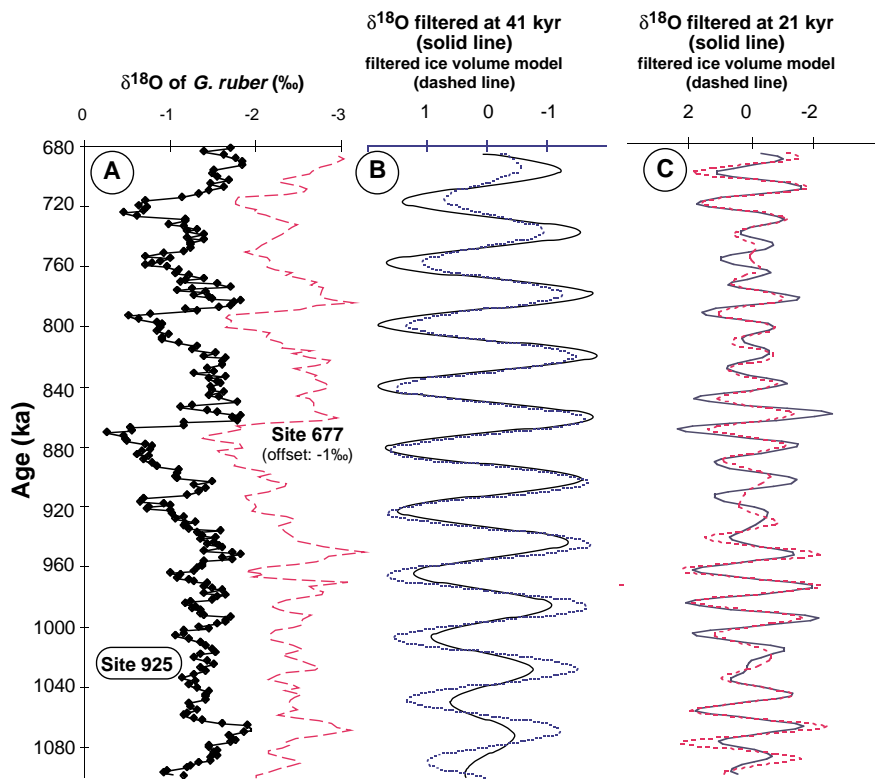 δ18O filtered at 41 kyr
(solid line)
filtered ice volume model
(dashed line)
δ18O filtered at 21 kyr
(solid line)
filtered ice volume model
(dashed line)
δ18O of G. ruber (‰)
0 -1 -2 -3
1 0 -1
2 0 -2
A
B
C
Age (ka)
680
720
760
800
840
880
920
960
1000
1040
1080
Site 677
(offset: -1‰)
Site 925